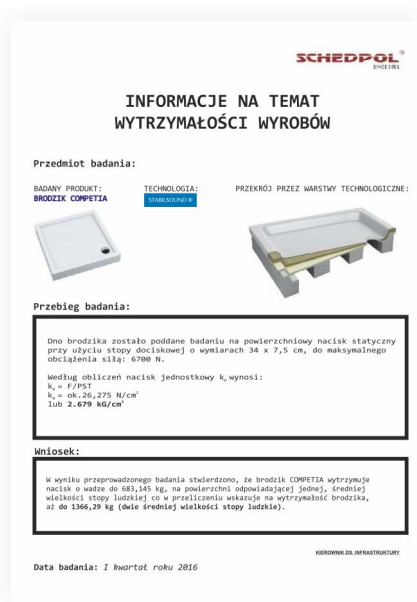 SCHEDPOL®
SINCE 1991
INFORMACJE NA TEMAT
WYTRZYMAŁOŚCI WYROBÓW
Przedmiot badania:
BADANY PRODUKT:
BRODZIK COMPETIA
TECHNOLOGIA:
STABILSOUND ®
PRZEKRÓJ PRZEZ WARSTWY TECHNOLOGICZNE:
Przebieg badania:
Dno brodzika zostało poddane badaniu na powierzchniowy nacisk statyczny
przy użyciu stopy dociskowej o wymiarach 34 x 7,5 cm, do maksymalnego
obciążenia siłą: 6700 N.
Według obliczeń nacisk jednostkowy kₙ wynosi:
kₙ = F/PST
kₙ = ok.26,275 N/cm²
lub 2.679 kG/cm²
Wniosek:
W wyniku przeprowadzonego badania stwierdzono, że brodzik COMPETIA wytrzymuje
nacisk o wadze do 683,145 kg, na powierzchni odpowiadającej jednej, średniej
wielkości stopy ludzkiej co w przeliczeniu wskazuje na wytrzymałość brodzika,
aż do 1366,29 kg (dwie średniej wielkości stopy ludzkie).
KIEROWNIK DS. INFRASTRUKTURY
Data badania: I kwartał roku 2016